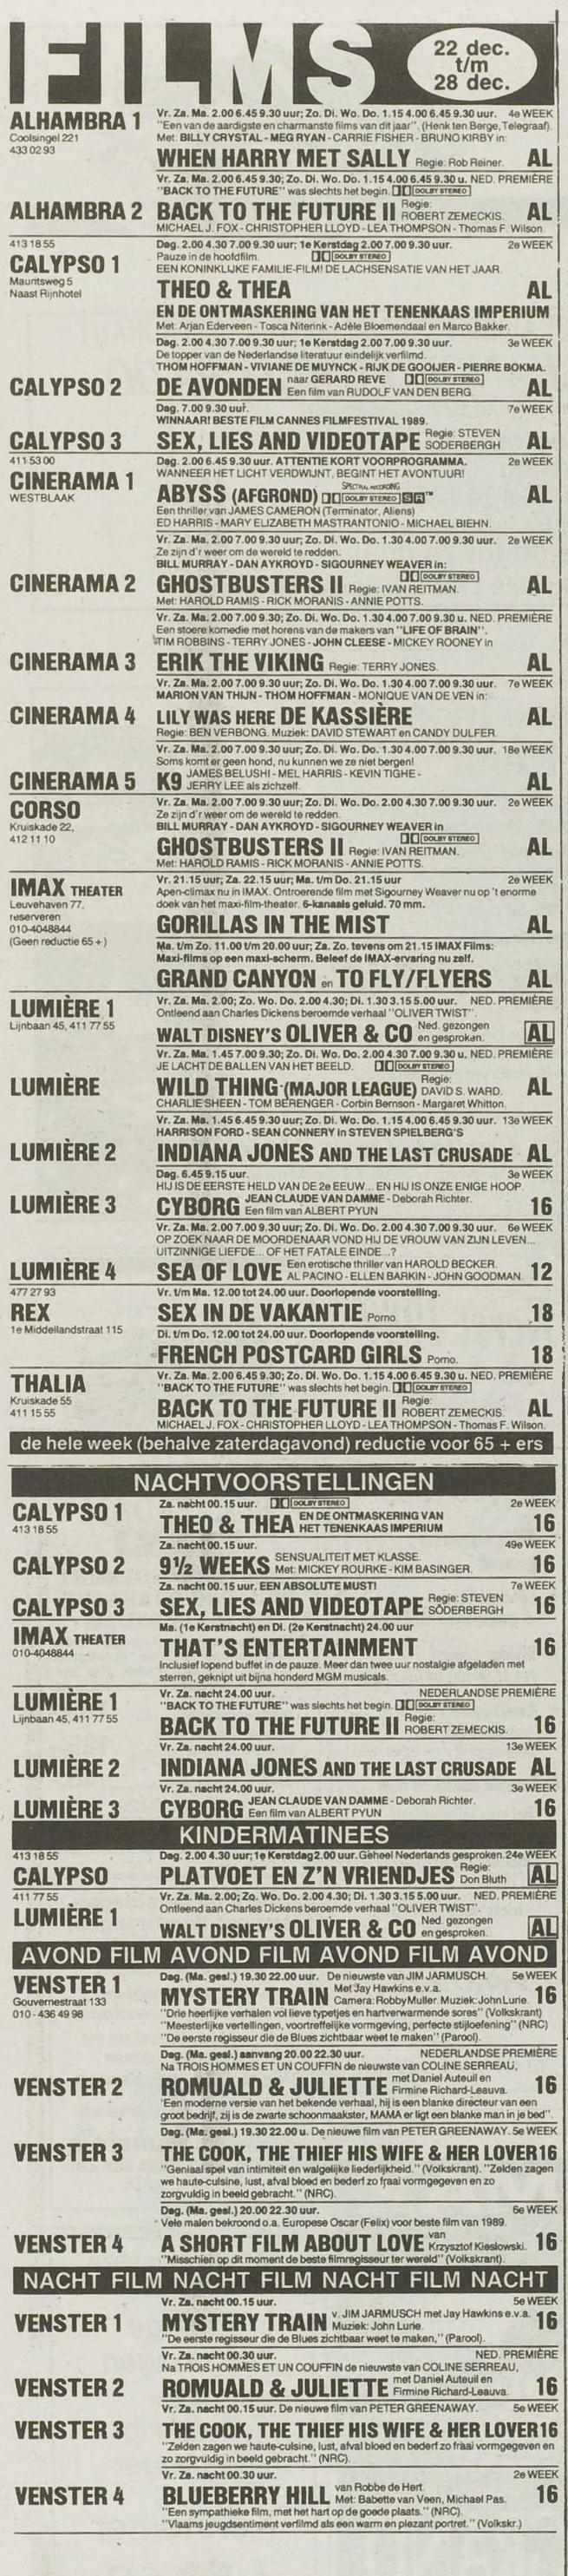 FILMS
22 dec.
t/m
28 dec.
ALHAMBRA 1
Coolsingel 221
433 02 93
Vr. Za. Ma. 2.00 6.45 9.30 uur; Zo. Di. Wo. Do. 1.15 4.00 6.45 9.30 uur. 4e WEEK
"Een van de aardigste en charmanste films van dit jaar". (Henk ten Berge, Telegraaf).
Met: BILLY CRYSTAL - MEG RYAN - CARRIE FISHER - BRUNO KIRBY in:
WHEN HARRY MET SALLY Regie: Rob Reiner. AL
Vr. Za. Ma. 2.00 6.45 9.30; Zo. Di. Wo. Do. 1.15 4.00 6.45 9.30 u. NED. PREMIÈRE
"BACK TO THE FUTURE" was slechts het begin. DOLBY STEREO
ALHAMBRA 2 BACK TO THE FUTURE II Regie: ROBERT ZEMECKIS. AL
MICHAEL J. FOX - CHRISTOPHER LLOYD - LEA THOMPSON - Thomas F. Wilson.
413 18 55
CALYPSO 1
Mauritsweg 5
Naast Rijnhotel
Dag. 2.00 4.30 7.00 9.30 uur; 1e Kerstdag 2.00 7.00 9.30 uur. 2e WEEK
Pauze in de hoofdfilm. DOLBY STEREO
EEN KONINKLIJKE FAMILIE-FILM! DE LACHSENSATIE VAN HET JAAR.
THEO & THEA AL
EN DE ONTMASKERING VAN HET TENENKAAS IMPERIUM
Met: Arjan Ederveen - Tosca Niterink - Adèle Bloemendaal en Marco Bakker.
Dag. 2.00 4.30 7.00 9.30 uur; 1e Kerstdag 2.00 7.00 9.30 uur. 3e WEEK
De topper van de Nederlandse literatuur eindelijk verfilmd.
THOM HOFFMAN - VIVIANE DE MUYNCK - RIJK DE GOOIJER - PIERRE BOKMA.
CALYPSO 2 DE AVONDEN naar GERARD REVE DOLBY STEREO AL
Een film van RUDOLF VAN DEN BERG.
Dag. 7.00 9.30 uur. 7e WEEK
WINNAAR! BESTE FILM CANNES FILMFESTIVAL 1989.
CALYPSO 3 SEX, LIES AND VIDEOTAPE Regie: STEVEN SODERBERGH AL
411 53 00
CINERAMA 1
WESTBLAAK
Dag. 2.00 6.45 9.30 uur. ATTENTIE KORT VOORPROGRAMMA. 2e WEEK
WANNEER HET LICHT VERDWIJNT, BEGINT HET AVONTUUR!
SPECTRAL RECORDING
ABYSS (AFGROND) DOLBY STEREO SR™ AL
Een thriller van JAMES CAMERON (Terminator, Aliens)
ED HARRIS - MARY ELIZABETH MASTRANTONIO - MICHAEL BIEHN.
Vr. Za. Ma. 2.00 7.00 9.30 uur; Zo. Di. Wo. Do. 1.30 4.00 7.00 9.30 uur. 2e WEEK
Ze zijn d'r weer om de wereld te redden.
BILL MURRAY - DAN AYKROYD - SIGOURNEY WEAVER in:
DOLBY STEREO
CINERAMA 2 GHOSTBUSTERS II Regie: IVAN REITMAN. AL
Met: HAROLD RAMIS - RICK MORANIS - ANNIE POTTS.
Vr. Za. Ma. 2.00 7.00 9.30; Zo. Di. Wo. Do. 1.30 4.00 7.00 9.30 u. NED. PREMIÈRE
Een stoere komedie met horens van de makers van "LIFE OF BRAIN".
TIM ROBBINS - TERRY JONES - JOHN CLEESE - MICKEY ROONEY in
CINERAMA 3 ERIK THE VIKING Regie: TERRY JONES. AL
Vr. Za. Ma. 2.00 7.00 9.30 uur; Zo. Di. Wo. Do. 1.30 4.00 7.00 9.30 uur. 7e WEEK
MARION VAN THIJN - THOM HOFFMAN - MONIQUE VAN DE VEN in:
CINERAMA 4 LILY WAS HERE DE KASSIÈRE AL
Regie: BEN VERBONG. Muziek: DAVID STEWART en CANDY DULFER.
Vr. Za. Ma. 2.00 7.00 9.30 uur; Zo. Di. Wo. Do. 1.30 4.00 7.00 9.30 uur. 18e WEEK
Soms komt er geen hond, nu kunnen we ze niet bergen!
CINERAMA 5 K9 JAMES BELUSHI - MEL HARRIS - KEVIN TIGHE - AL
JERRY LEE als zichzelf.
CORSO
Kruiskade 22,
412 11 10
Vr. Za. Ma. 2.00 7.00 9.30 uur; Zo. Di. Wo. Do. 2.00 4.30 7.00 9.30 uur. 2e WEEK
Ze zijn d'r weer om de wereld te redden.
BILL MURRAY - DAN AYKROYD - SIGOURNEY WEAVER in
DOLBY STEREO
GHOSTBUSTERS II Regie: IVAN REITMAN. AL
Met: HAROLD RAMIS - RICK MORANIS - ANNIE POTTS.
IMAX THEATER
Leuvehaven 77,
reserveren
010-4048844
(Geen reductie 65 +)
Vr. 21.15 uur; Za. 22.15 uur; Ma. t/m Do. 21.15 uur 2e WEEK
Apen-climax nu in IMAX. Ontroerende film met Sigourney Weaver nu op 't enorme
doek van het maxi-film-theater. 6-kanaals geluid. 70 mm.
GORILLAS IN THE MIST AL
Ma. t/m Zo. 11.00 t/m 20.00 uur; Za. Zo. tevens om 21.15 IMAX Films:
Maxi-films op een maxi-scherm. Beleef de IMAX-ervaring nu zelf.
GRAND CANYON en TO FLY/FLYERS AL
LUMIÈRE 1
Lijnbaan 45, 411 77 55
Vr. Za. Ma. 2.00; Zo. Wo. Do. 2.00 4.30; Di. 1.30 3.15 5.00 uur. NED. PREMIÈRE
Ontleend aan Charles Dickens beroemde verhaal "OLIVER TWIST".
WALT DISNEY'S OLIVER & CO Ned. gezongen en gesproken. AL
Vr. Za. Ma. 1.45 7.00 9.30; Zo. Di. Wo. Do. 2.00 4.30 7.00 9.30 u. NED. PREMIÈRE
JE LACHT DE BALLEN VAN HET BEELD. DOLBY STEREO
LUMIÈRE WILD THING (MAJOR LEAGUE) Regie: DAVID S. WARD. AL
CHARLIE SHEEN - TOM BERENGER - Corbin Bernson - Margaret Whitton.
Vr. Za. Ma. 1.45 6.45 9.30 uur; Zo. Di. Wo. Do. 1.15 4.00 6.45 9.30 uur. 13e WEEK
HARRISON FORD - SEAN CONNERY in STEVEN SPIELBERG'S
LUMIÈRE 2 INDIANA JONES AND THE LAST CRUSADE AL
Dag. 6.45 9.15 uur. 3e WEEK
HIJ IS DE EERSTE HELD VAN DE 2e EEUW... EN HIJ IS ONZE ENIGE HOOP.
LUMIÈRE 3 CYBORG JEAN CLAUDE VAN DAMME - Deborah Richter. 16
Een film van ALBERT PYUN
Vr. Za. Ma. 2.00 7.00 9.30 uur; Zo. Di. Wo. Do. 2.00 4.30 7.00 9.30 uur. 6e WEEK
OP ZOEK NAAR DE MOORDENAAR VOND HIJ DE VROUW VAN ZIJN LEVEN...
UITZINNIGE LIEFDE... OF HET FATALE EINDE...?
LUMIÈRE 4 SEA OF LOVE Een erotische thriller van HAROLD BECKER. 12
AL PACINO - ELLEN BARKIN - JOHN GOODMAN.
477 27 93
REX
1e Middellandstraat 115
Vr. t/m Ma. 12.00 tot 24.00 uur. Doorlopende voorstelling.
SEX IN DE VAKANTIE Porno. 18
Di. t/m Do. 12.00 tot 24.00 uur. Doorlopende voorstelling.
FRENCH POSTCARD GIRLS Porno. 18
THALIA
Kruiskade 55
411 15 55
Vr. Za. Ma. 2.00 6.45 9.30; Zo. Di. Wo. Do. 1.15 4.00 6.45 9.30 u. NED. PREMIÈRE
"BACK TO THE FUTURE" was slechts het begin. DOLBY STEREO
BACK TO THE FUTURE II Regie: ROBERT ZEMECKIS. AL
MICHAEL J. FOX - CHRISTOPHER LLOYD - LEA THOMPSON - Thomas F. Wilson.
de hele week (behalve zaterdagavond) reductie voor 65 + ers
NACHTVOORSTELLINGEN
CALYPSO 1
413 18 55
Za. nacht 00.15 uur. DOLBY STEREO 2e WEEK
THEO & THEA EN DE ONTMASKERING VAN HET TENENKAAS IMPERIUM 16
Za. nacht 00.15 uur. 49e WEEK
CALYPSO 2 9½ WEEKS SENSUALITEIT MET KLASSE. 16
Met: MICKEY ROURKE - KIM BASINGER.
Za. nacht 00.15 uur. EEN ABSOLUTE MUST! 7e WEEK
CALYPSO 3 SEX, LIES AND VIDEOTAPE Regie: STEVEN SÖDERBERGH 16
IMAX THEATER
010-4048844
Ma. (1e Kerstnacht) en Di. (2e Kerstnacht) 24.00 uur
THAT'S ENTERTAINMENT 16
Inclusief lopend buffet in de pauze. Meer dan twee uur nostalgie afgeladen met
sterren, geknipt uit bijna honderd MGM musicals.
LUMIÈRE 1
Lijnbaan 45, 411 77 55
Vr. Za. nacht 24.00 uur. NEDERLANDSE PREMIÈRE
"BACK TO THE FUTURE" was slechts het begin. DOLBY STEREO
BACK TO THE FUTURE II Regie: ROBERT ZEMECKIS. 16
Vr. Za. nacht 24.00 uur. 13e WEEK
LUMIÈRE 2 INDIANA JONES AND THE LAST CRUSADE AL
Vr. Za. nacht 24.00 uur. 3e WEEK
LUMIÈRE 3 CYBORG JEAN CLAUDE VAN DAMME - Deborah Richter. 16
Een film van ALBERT PYUN
KINDERMATINEES
413 18 55
CALYPSO
Dag. 2.00 4.30 uur; 1e Kerstdag 2.00 uur. Geheel Nederlands gesproken. 24e WEEK
PLATVOET EN Z'N VRIENDJES Regie: Don Bluth AL
411 77 55
LUMIÈRE 1
Vr. Za. Ma. 2.00; Zo. Wo. Do. 2.00 4.30; Di. 1.30 3.15 5.00 uur. NED. PREMIÈRE
Ontleend aan Charles Dickens beroemde verhaal "OLIVER TWIST".
WALT DISNEY'S OLIVER & CO Ned. gezongen en gesproken. AL
AVOND FILM AVOND FILM AVOND FILM AVOND
VENSTER 1
Gouvernestraat 133
010 - 436 49 98
Dag. (Ma. gesl.) 19.30 22.00 uur. De nieuwste van JIM JARMUSCH. 5e WEEK
MYSTERY TRAIN Met Jay Hawkins e.v.a. 16
Camera: Robby Muller. Muziek: John Lurie.
"Drie heerlijke verhalen vol lieve typetjes en hartverwarmende sores" (Volkskrant)
"Meesterlijke vertellingen, voortreffelijke vormgeving, perfecte stijloefening" (NRC)
"De eerste regisseur die de Blues zichtbaar weet te maken" (Parool).
Dag. (Ma. gesl.) aanvang 20.00 22.30 uur. NEDERLANDSE PREMIÈRE
Na TROIS HOMMES ET UN COUFFIN de nieuwste van COLINE SERREAU,
VENSTER 2 ROMUALD & JULIETTE met Daniel Auteuil en Firmine Richard-Leauva. 16
'Een moderne versie van het bekende verhaal, hij is een blanke directeur van een
groot bedrijf, zij is de zwarte schoonmaakster, MAMA er ligt een blanke man in je bed".
Dag. (Ma. gesl.) 19.30 22.00 u. De nieuwe film van PETER GREENAWAY. 5e WEEK
VENSTER 3 THE COOK, THE THIEF HIS WIFE & HER LOVER 16
"Geniaal spel van intimiteit en walgelijke liederlijkheid." (Volkskrant). "Zelden zagen
we haute-cuisine, lust, afval bloed en bederf zo fraai vormgegeven en zo
zorgvuldig in beeld gebracht." (NRC).
Dag. (Ma. gesl.) 20.00 22.30 uur. 6e WEEK
Vele malen bekroond o.a. Europese Oscar (Felix) voor beste film van 1989.
VENSTER 4 A SHORT FILM ABOUT LOVE van Krzysztof Kieslowski. 16
"Misschien op dit moment de beste filmregisseur ter wereld" (Volkskrant).
NACHT FILM NACHT FILM NACHT FILM NACHT
Vr. Za. nacht 00.15 uur. 5e WEEK
VENSTER 1 MYSTERY TRAIN v. JIM JARMUSCH met Jay Hawkins e.v.a. 16
Muziek: John Lurie.
"De eerste regisseur die de Blues zichtbaar weet te maken," (Parool).
Vr. Za. nacht 00.30 uur. NED. PREMIÈRE
Na TROIS HOMMES ET UN COUFFIN de nieuwste van COLINE SERREAU,
VENSTER 2 ROMUALD & JULIETTE met Daniel Auteuil en Firmine Richard-Leauva. 16
Vr. Za. nacht 00.15 uur. De nieuwe film van PETER GREENAWAY. 5e WEEK
VENSTER 3 THE COOK, THE THIEF HIS WIFE & HER LOVER 16
"Zelden zagen we haute-cuisine, lust, afval bloed en bederf zo fraai vormgegeven en
zo zorgvuldig in beeld gebracht." (NRC).
Vr. Za. nacht 00.30 uur. 2e WEEK
VENSTER 4 BLUEBERRY HILL van Robbe de Hert. 16
Met: Babette van Veen, Michael Pas.
"Een sympathieke film, met het hart op de goede plaats." (NRC).
"Vlaams jeugdsentiment verfilmd als een warm en plezant portret." (Volkskr.)